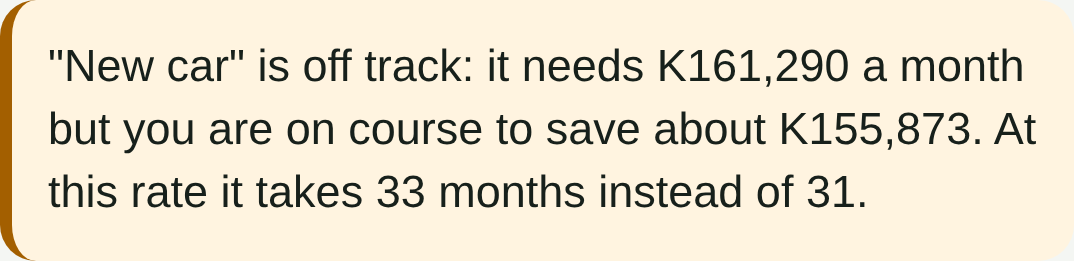 "New car" is off track: it needs K161,290 a month
but you are on course to save about K155,873. At
this rate it takes 33 months instead of 31.